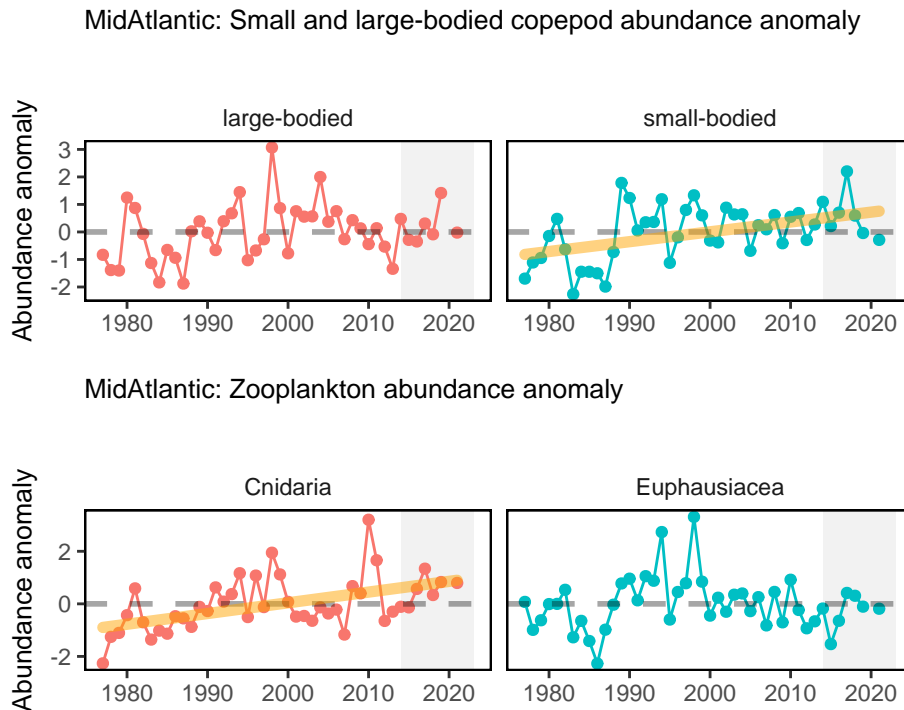 MidAtlantic: Small and large-bodied copepod abundance anomaly
large-bodied small-bodied
Abundance anomaly
3
2
1
0
-1
-2
1980 1990 2000 2010 2020 1980 1990 2000 2010 2020
MidAtlantic: Zooplankton abundance anomaly
Cnidaria Euphausiacea
Abundance anomaly
2
0
-2
1980 1990 2000 2010 2020 1980 1990 2000 2010 2020